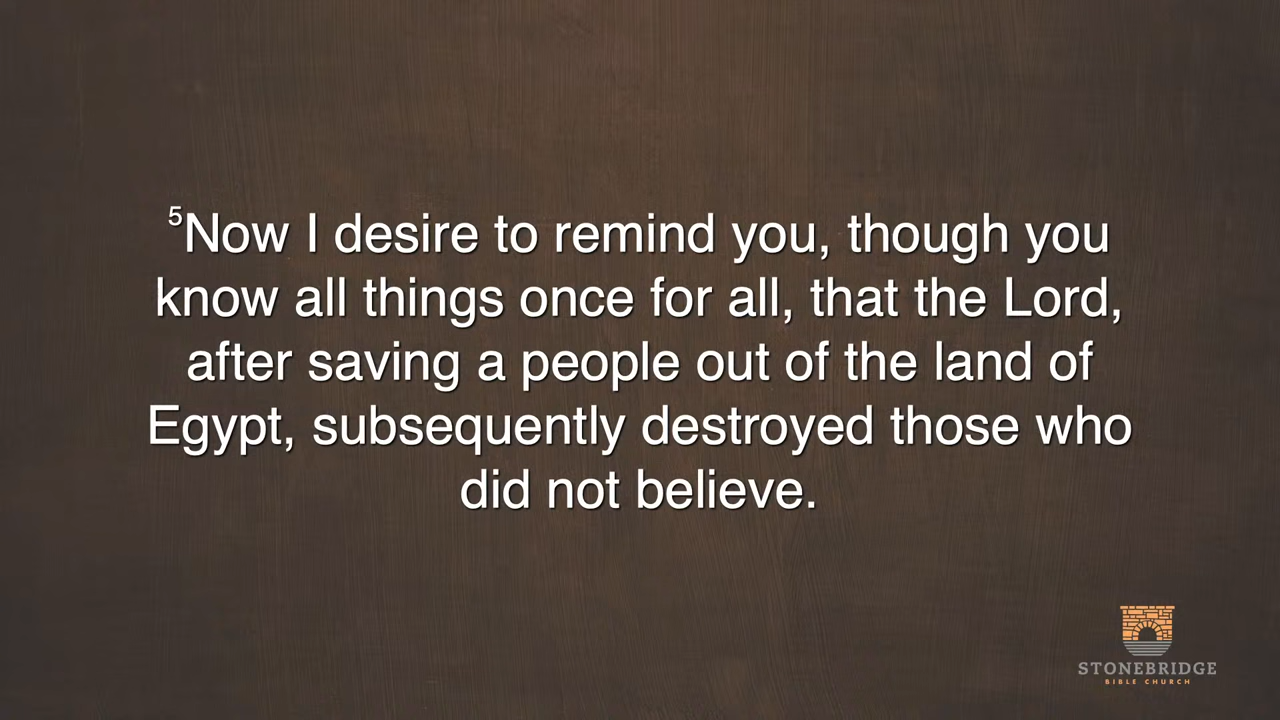 5Now I desire to remind you, though you
know all things once for all, that the Lord,
after saving a people out of the land of
Egypt, subsequently destroyed those who
did not believe.
STONEBRIDGE
BIBLE CHURCH